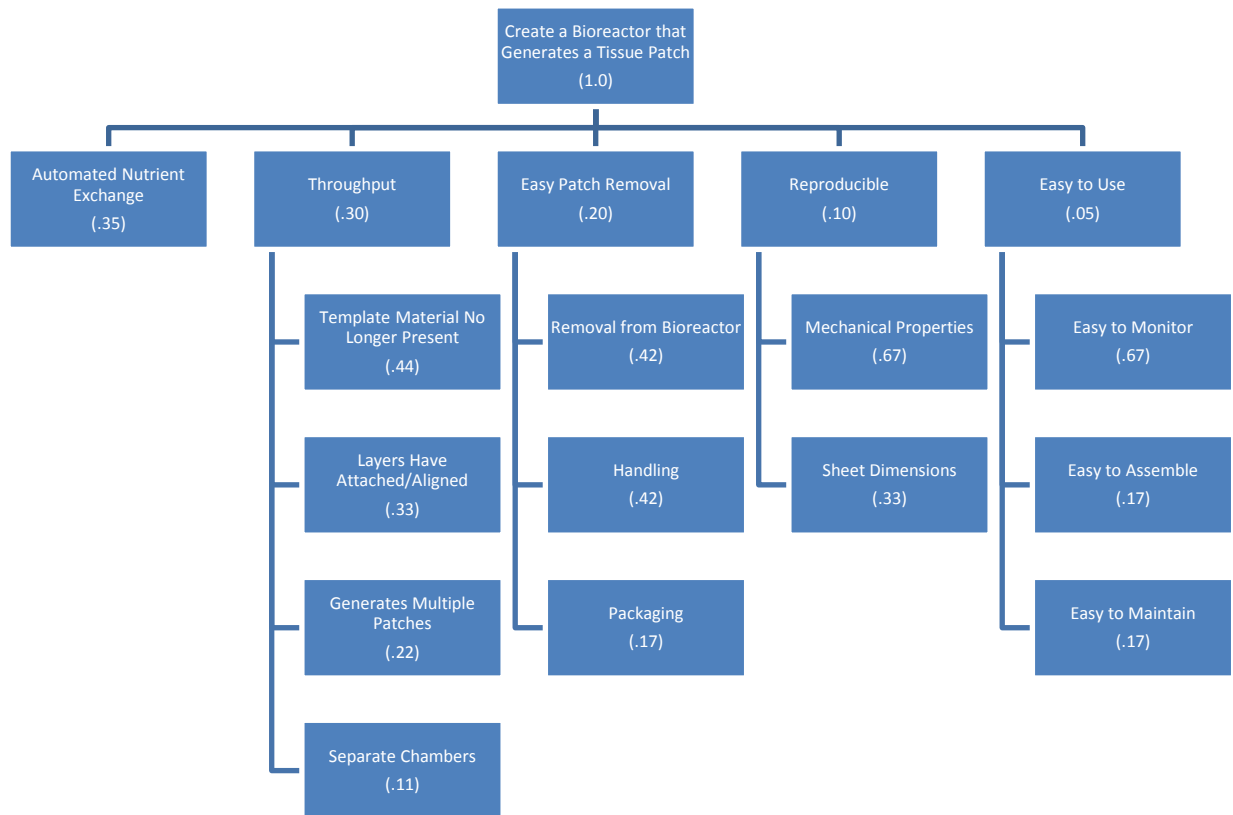 Create a Bioreactor that
Generates a Tissue Patch
(1.0)
Automated Nutrient
Exchange
(.35)
Throughput
(.30)
Easy Patch Removal
(.20)
Reproducible
(.10)
Easy to Use
(.05)
Template Material No
Longer Present
(.44)
Layers Have
Attached/Aligned
(.33)
Generates Multiple
Patches
(.22)
Separate Chambers
(.11)
Removal from Bioreactor
(.42)
Handling
(.42)
Packaging
(.17)
Mechanical Properties
(.67)
Sheet Dimensions
(.33)
Easy to Monitor
(.67)
Easy to Assemble
(.17)
Easy to Maintain
(.17)